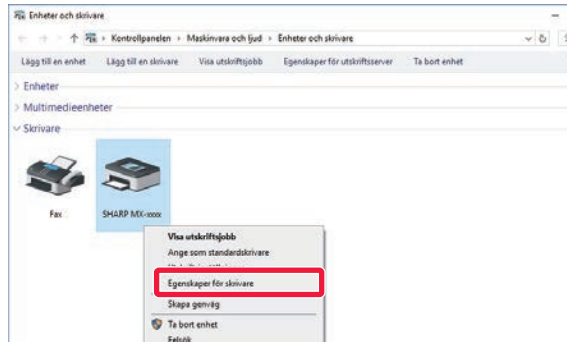 Enheter och skrivare
Kontrollpanelen › Maskinvara och ljud › Enheter och skrivare
Lägg till en enhet Lägg till en skrivare Visa utskriftsjobb Egenskaper för utskriftsserver Ta bort enhet
Enheter
Multimedieenheter
Skrivare
Fax SHARP MX-xxxx
Visa utskriftsjobb
Ange som standardskrivare
Egenskaper för skrivare
Skapa genväg
Ta bort enhet
Felsök